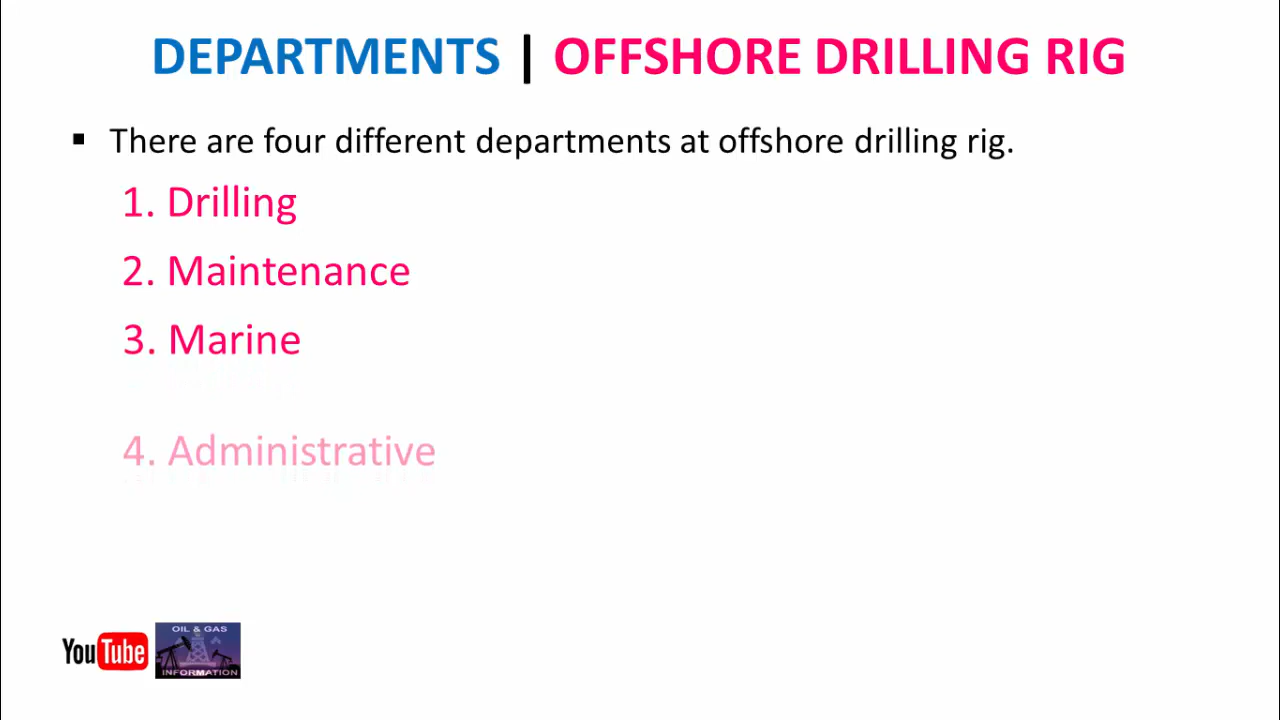 DEPARTMENTS | OFFSHORE DRILLING RIG
▪ There are four different departments at offshore drilling rig.
1. Drilling
2. Maintenance
3. Marine
4. Administrative
YouTube
OIL & GAS
INFORMATION